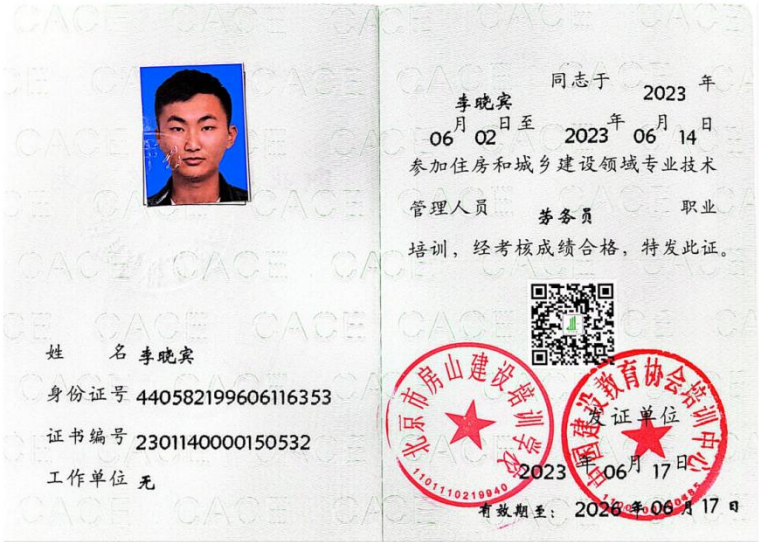 李晓宾 同志于 2023 年
06 月 02 日至 2023 年 06 月 14 日
参加住房和城乡建设领域专业技术
管理人员 劳务员 职业
培训，经考核成绩合格，特发此证。
姓 名 李晓宾
身份证号 440582199606116353
证书编号 2301140000150532
工作单位 无
北京市房山建设培训学校
1101110219940
中国建设教育协会培训中心
发证单位
2023 年 06 月 17 日
有效期至： 2026 年 06 月 17 日
CACE